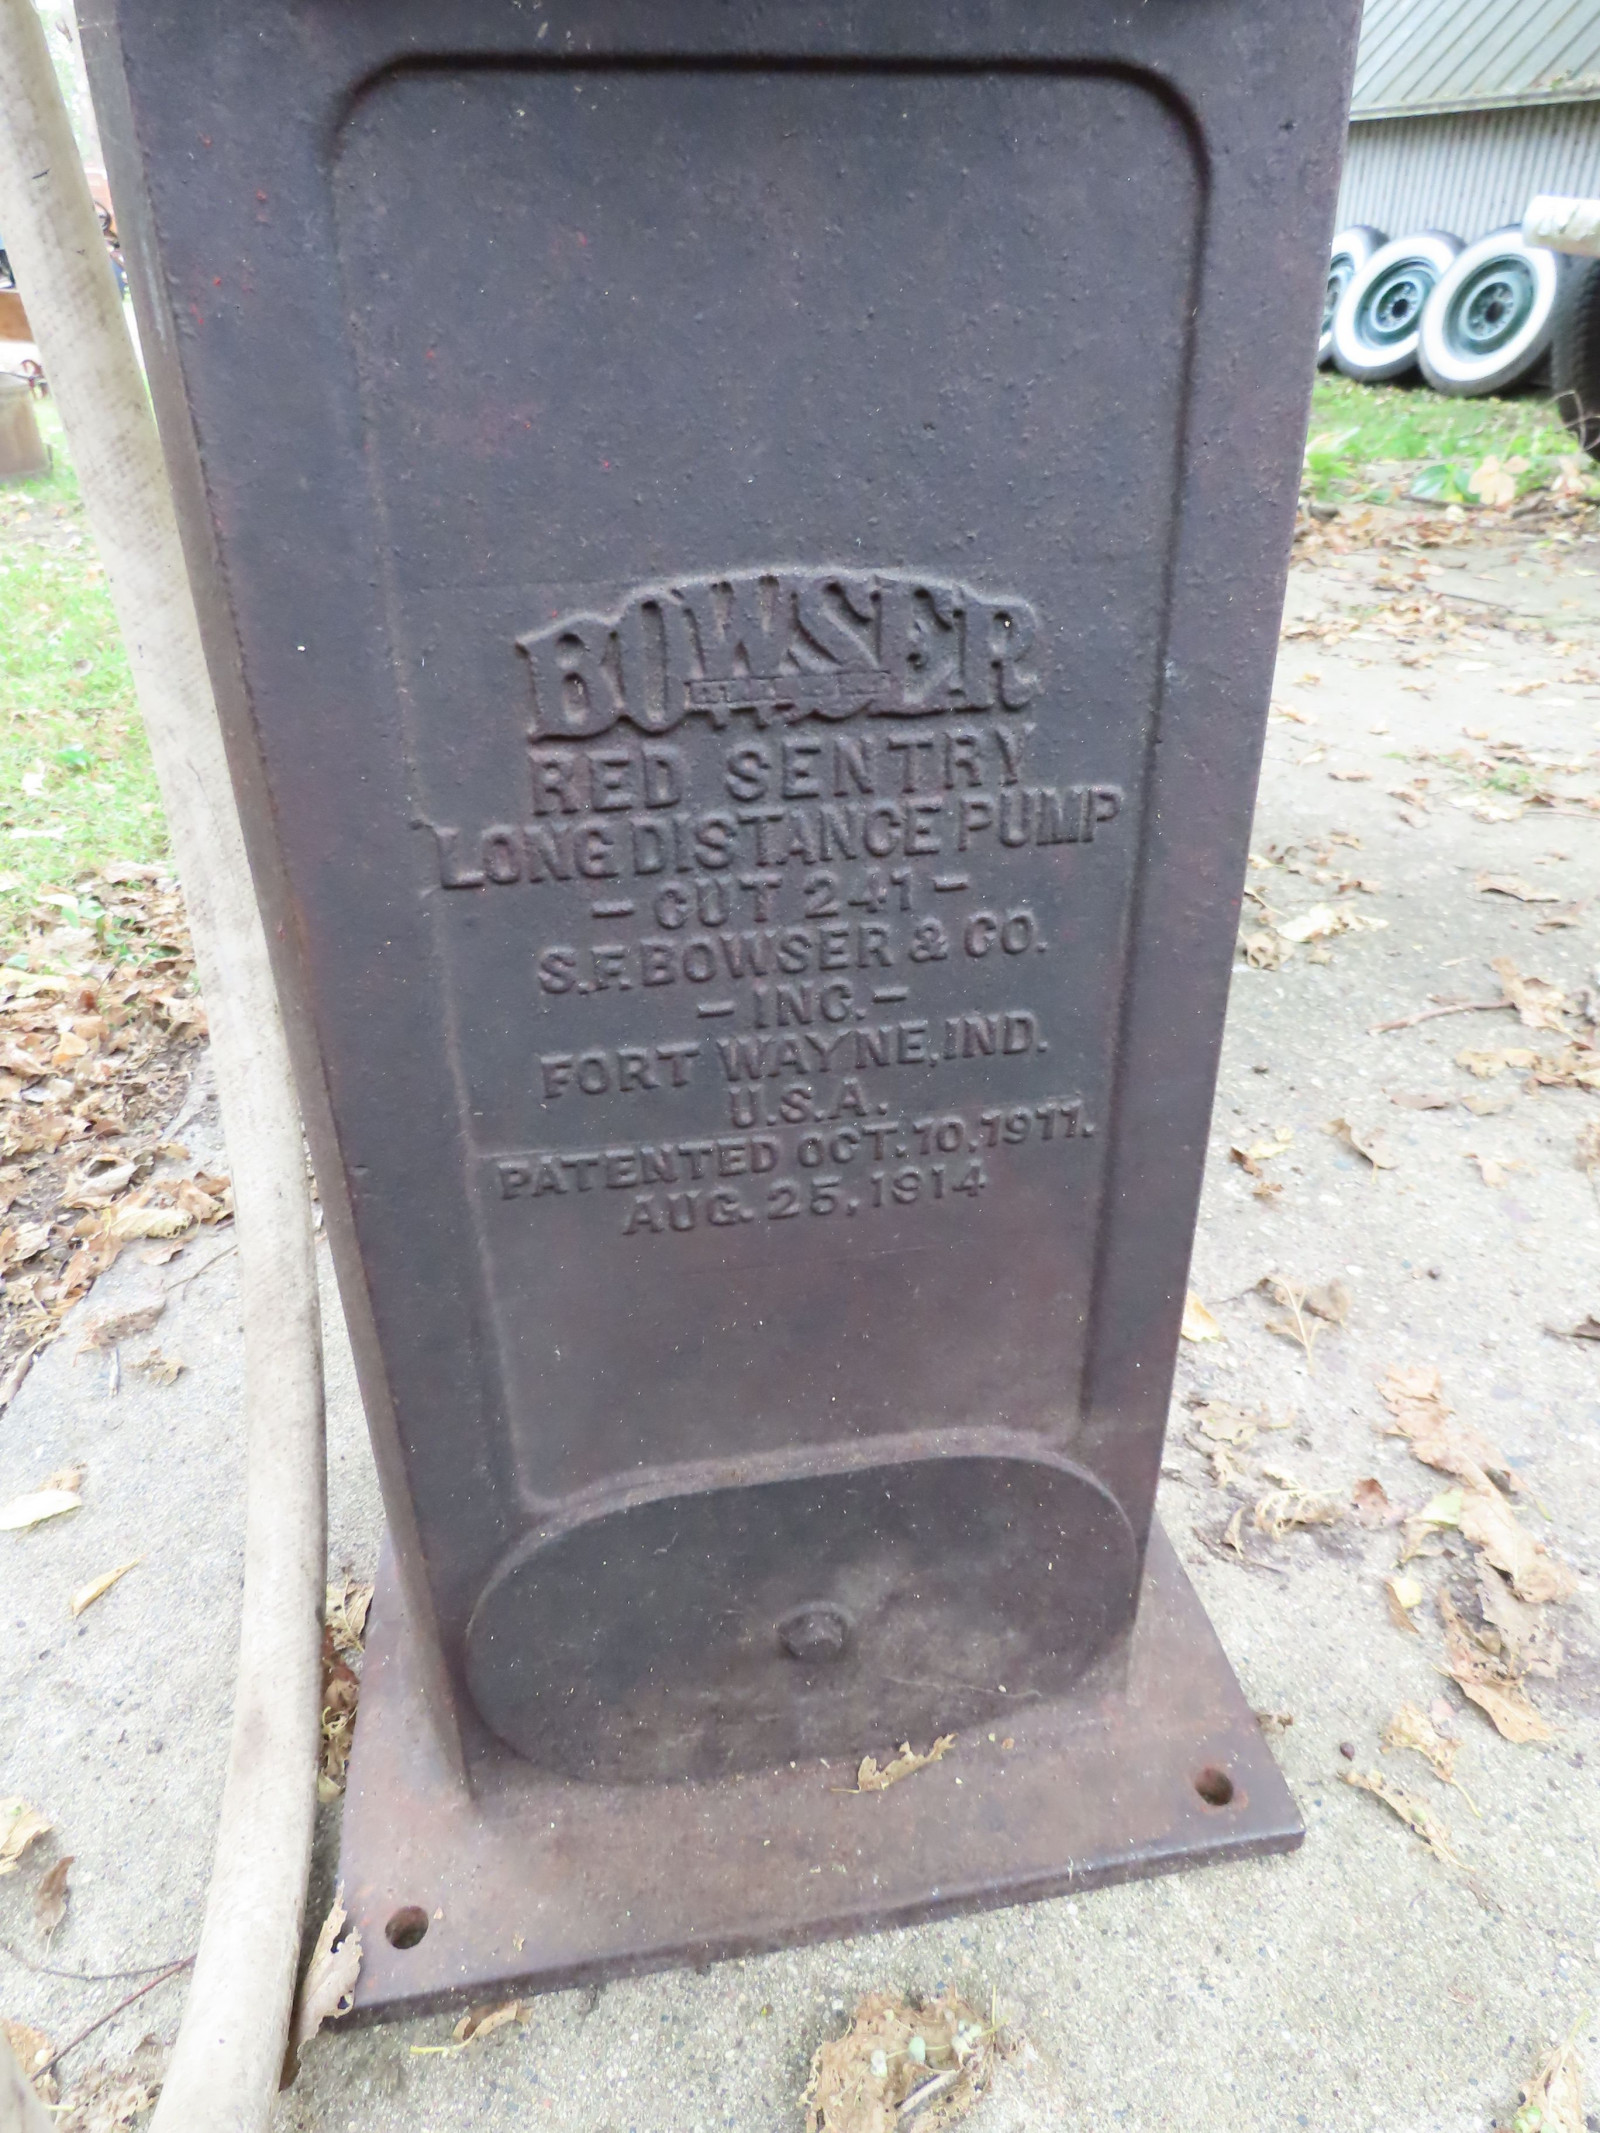 BOWSER
RED SENTRY
LONG DISTANCE PUMP
- CUT 241 -
S.F. BOWSER & CO.
- INC. -
FORT WAYNE, IND.
U.S.A.
PATENTED OCT. 10, 1911.
AUG. 25, 1914